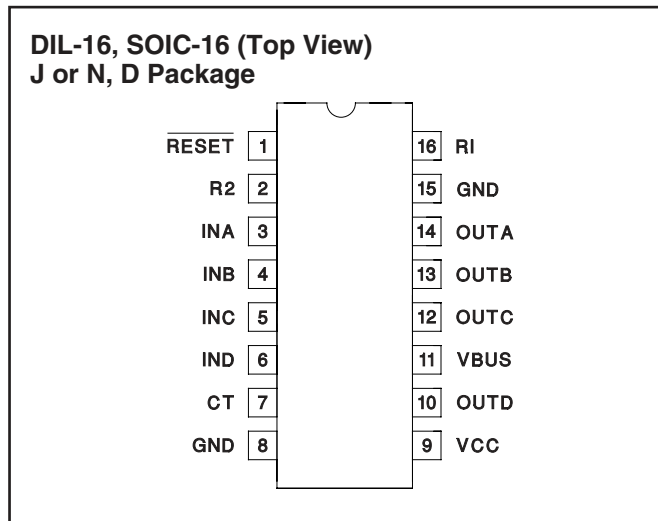 DIL-16, SOIC-16 (Top View)
J or N, D Package
RESET 1 16 RI
R2 2 15 GND
INA 3 14 OUTA
INB 4 13 OUTB
INC 5 12 OUTC
IND 6 11 VBUS
CT 7 10 OUTD
GND 8 9 VCC